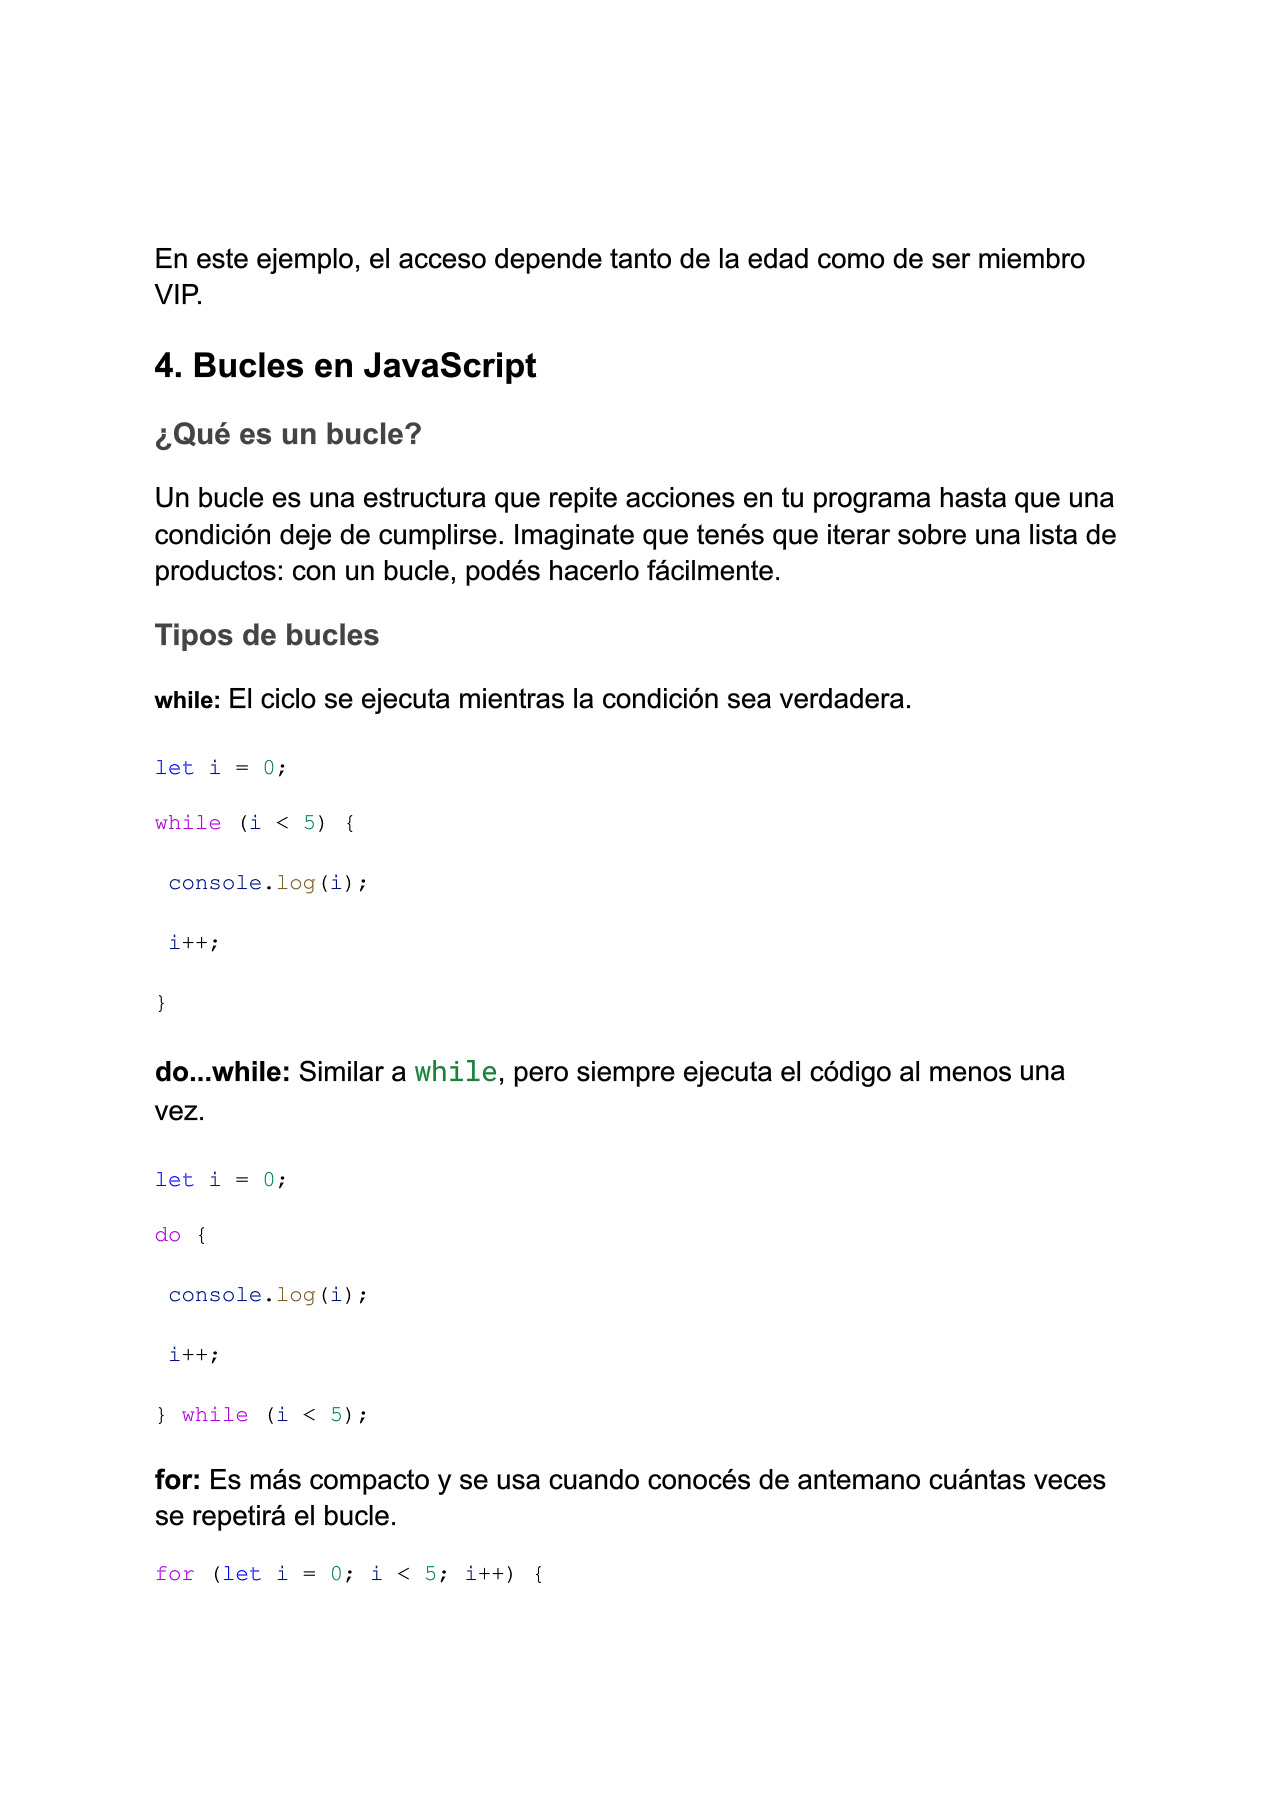 En este ejemplo, el acceso depende tanto de la edad como de ser miembro
VIP.
4. Bucles en JavaScript
¿Qué es un bucle?
Un bucle es una estructura que repite acciones en tu programa hasta que una
condición deje de cumplirse. Imaginate que tenés que iterar sobre una lista de
productos: con un bucle, podés hacerlo fácilmente.
Tipos de bucles
while: El ciclo se ejecuta mientras la condición sea verdadera.
let i = 0;
while (i < 5) {
 console.log(i);
 i++;
}
do...while: Similar a while, pero siempre ejecuta el código al menos una
vez.
let i = 0;
do {
 console.log(i);
 i++;
} while (i < 5);
for: Es más compacto y se usa cuando conocés de antemano cuántas veces
se repetirá el bucle.
for (let i = 0; i < 5; i++) {